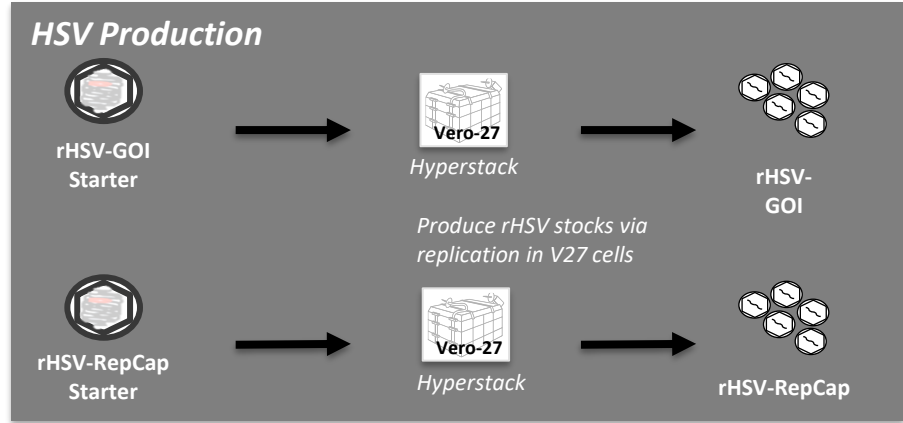 HSV Production
rHSV-GOI
Starter
Vero-27
Hyperstack
rHSV-
GOI
Produce rHSV stocks via
replication in V27 cells
rHSV-RepCap
Starter
Vero-27
Hyperstack
rHSV-RepCap